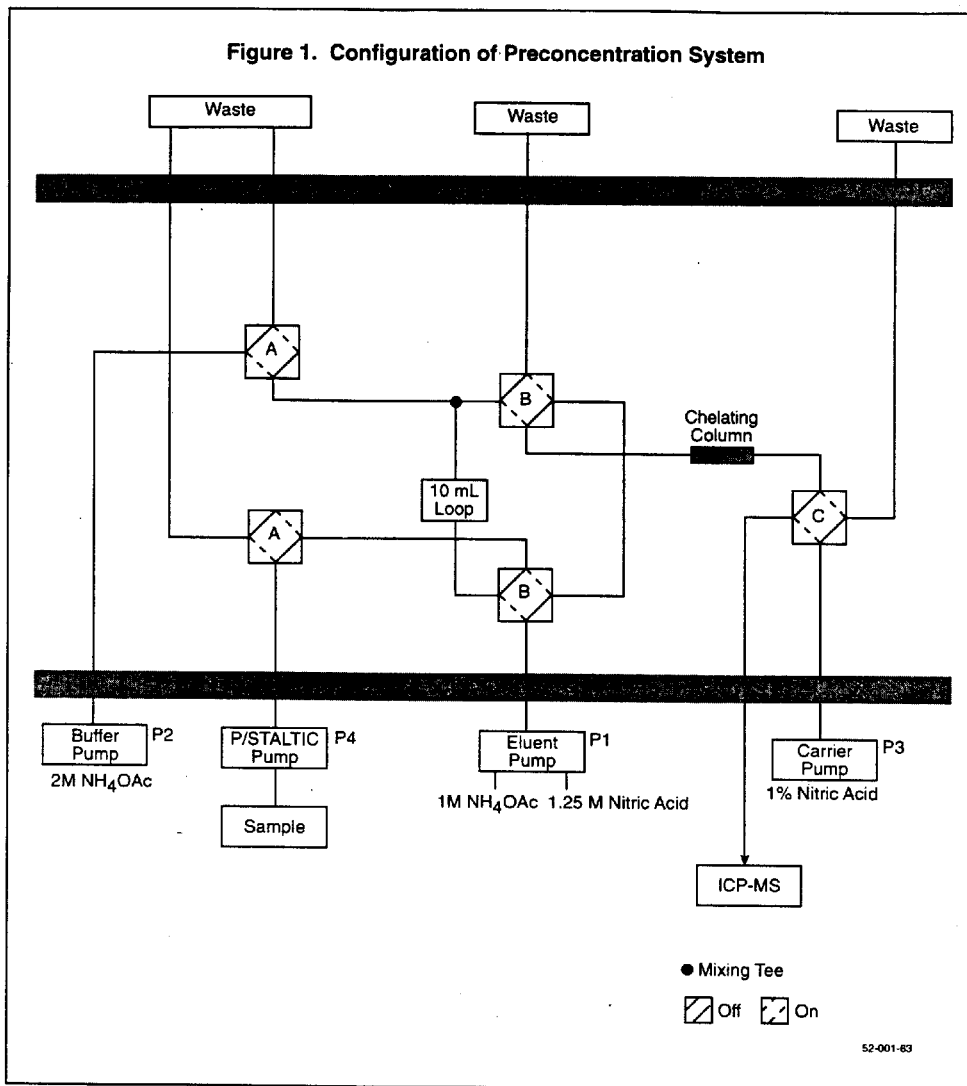 Figure 1. Configuration of Preconcentration System
Waste
Waste
Waste
A
B
Chelating
Column
10 mL
Loop
C
A
B
Buffer
Pump
P2
2M NH4OAc
P/STALTIC
Pump
P4
Sample
Eluent
Pump
P1
1M NH4OAc 1.25 M Nitric Acid
Carrier
Pump
P3
1% Nitric Acid
ICP-MS
Mixing Tee
Off On
52-001-63